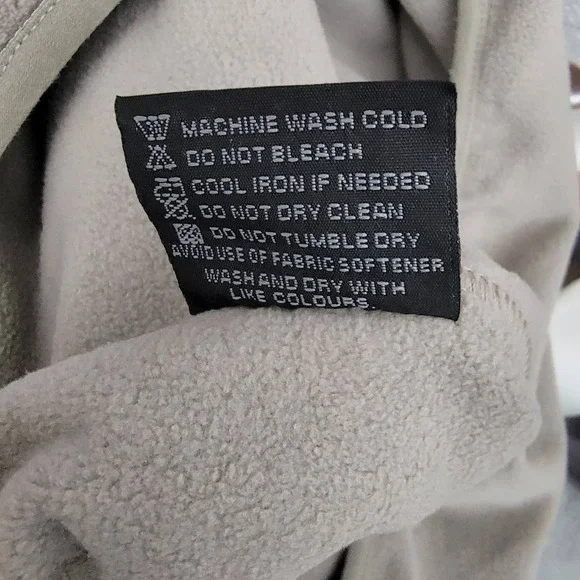 MACHINE WASH COLD
DO NOT BLEACH
COOL IRON IF NEEDED
DO NOT DRY CLEAN
DO NOT TUMBLE DRY
AVOID USE OF FABRIC SOFTENER
WASH AND DRY WITH
LIKE COLOURS.